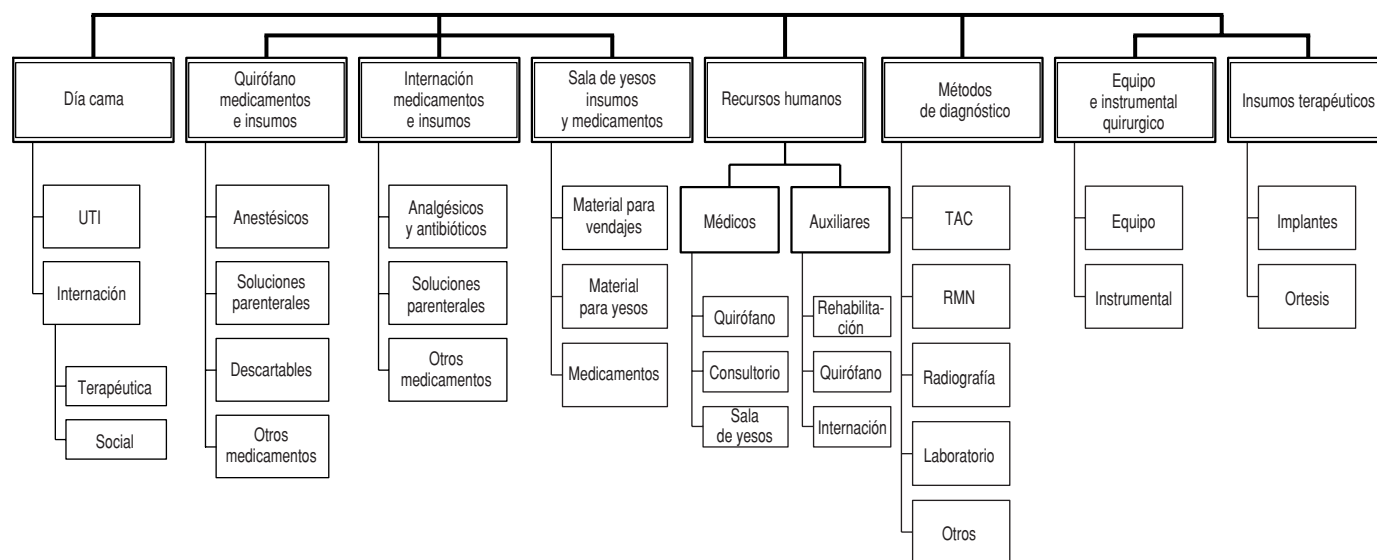 Día cama
Quirófano
medicamentos
e insumos
Internación
medicamentos
e insumos
Sala de yesos
insumos
y medicamentos
Recursos humanos
Métodos
de diagnóstico
Equipo
e instrumental
quirurgico
Insumos terapéuticos
UTI
Internación
Terapéutica
Social
Anestésicos
Soluciones
parenterales
Descartables
Otros
medicamentos
Analgésicos
y antibióticos
Soluciones
parenterales
Otros
medicamentos
Material para
vendajes
Material
para yesos
Medicamentos
Médicos
Quirófano
Consultorio
Sala
de yesos
Auxiliares
Rehabilita-
ción
Quirófano
Internación
TAC
RMN
Radiografía
Laboratorio
Otros
Equipo
Instrumental
Implantes
Ortesis